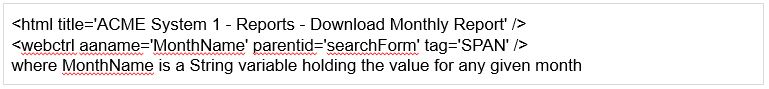 <html title='ACME System 1 - Reports - Download Monthly Report' />
<webctrl aaname='MonthName' parentid='searchForm' tag='SPAN' />
where MonthName is a String variable holding the value for any given month